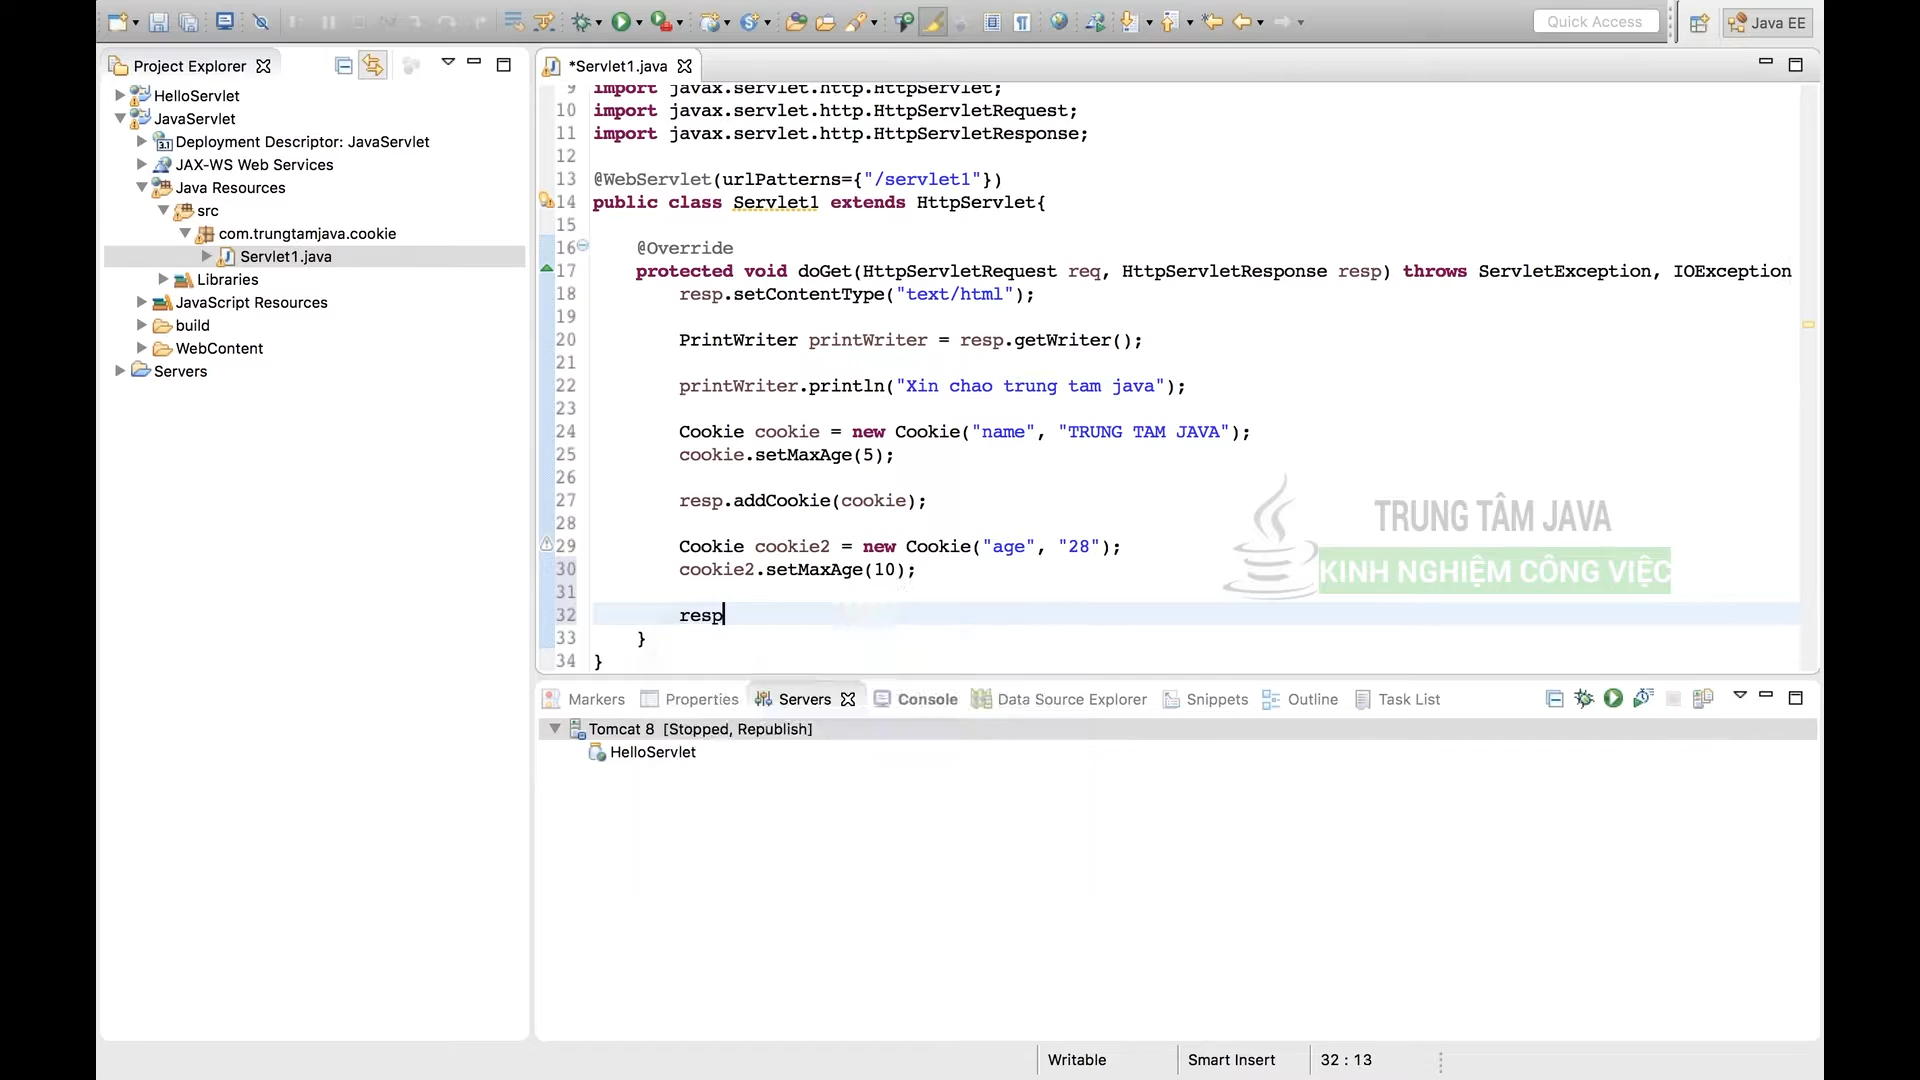 Quick Access
Java EE
Project Explorer
HelloServlet
JavaServlet
Deployment Descriptor: JavaServlet
JAX-WS Web Services
Java Resources
src
com.trungtamjava.cookie
Servlet1.java
Libraries
JavaScript Resources
build
WebContent
Servers
*Servlet1.java
9 import javax.servlet.http.HttpServlet;
10 import javax.servlet.http.HttpServletRequest;
11 import javax.servlet.http.HttpServletResponse;
12
13 @WebServlet(urlPatterns={"/servlet1"})
14 public class Servlet1 extends HttpServlet{
15
16 @Override
17 protected void doGet(HttpServletRequest req, HttpServletResponse resp) throws ServletException, IOException
18 resp.setContentType("text/html");
19
20 PrintWriter printWriter = resp.getWriter();
21
22 printWriter.println("Xin chao trung tam java");
23
24 Cookie cookie = new Cookie("name", "TRUNG TAM JAVA");
25 cookie.setMaxAge(5);
26
27 resp.addCookie(cookie);
28
29 Cookie cookie2 = new Cookie("age", "28");
30 cookie2.setMaxAge(10);
31
32 resp
33 }
34 }
TRUNG TÂM JAVA
KINH NGHIỆM CÔNG VIỆC
Markers Properties Servers Console Data Source Explorer Snippets Outline Task List
Tomcat 8 [Stopped, Republish]
HelloServlet
Writable Smart Insert 32 : 13